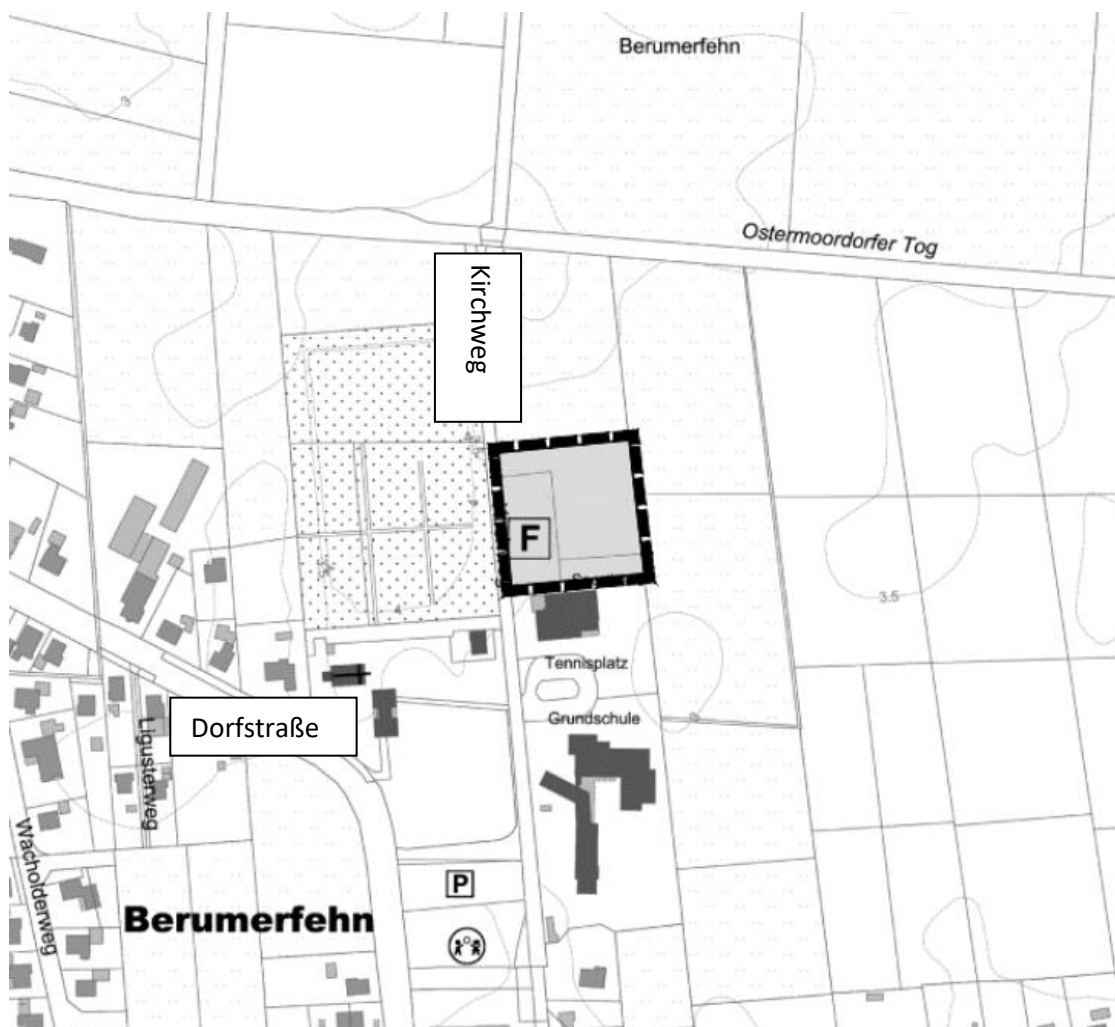 Berumerfehn
Ostermoordorfer Tog
Kirchweg
F
Tennisplatz
3.5
Grundschule
Dorfstraße
Ligusterweg
Wacholderweg
P
Berumerfehn